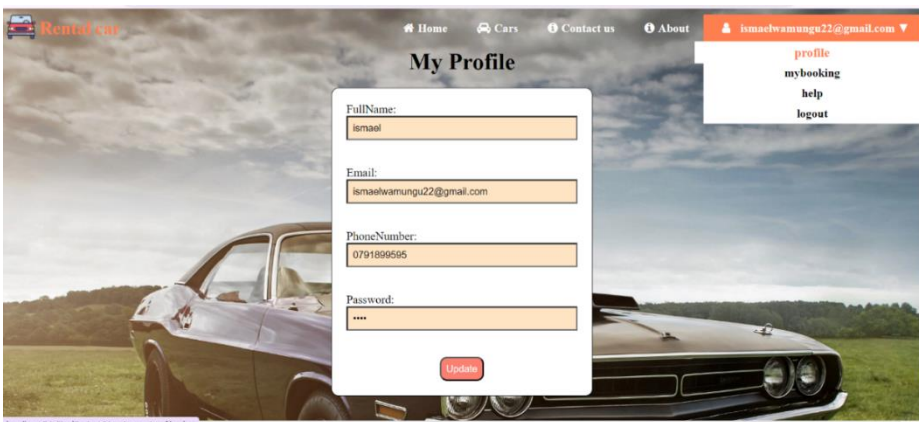 Rental car
Home Cars Contact us About ismaelwamungu22@gmail.com ▼
profile
mybooking
help
logout
My Profile
FullName:
ismael
Email:
ismaelwamungu22@gmail.com
PhoneNumber:
0791899595
Password:
••••
Update